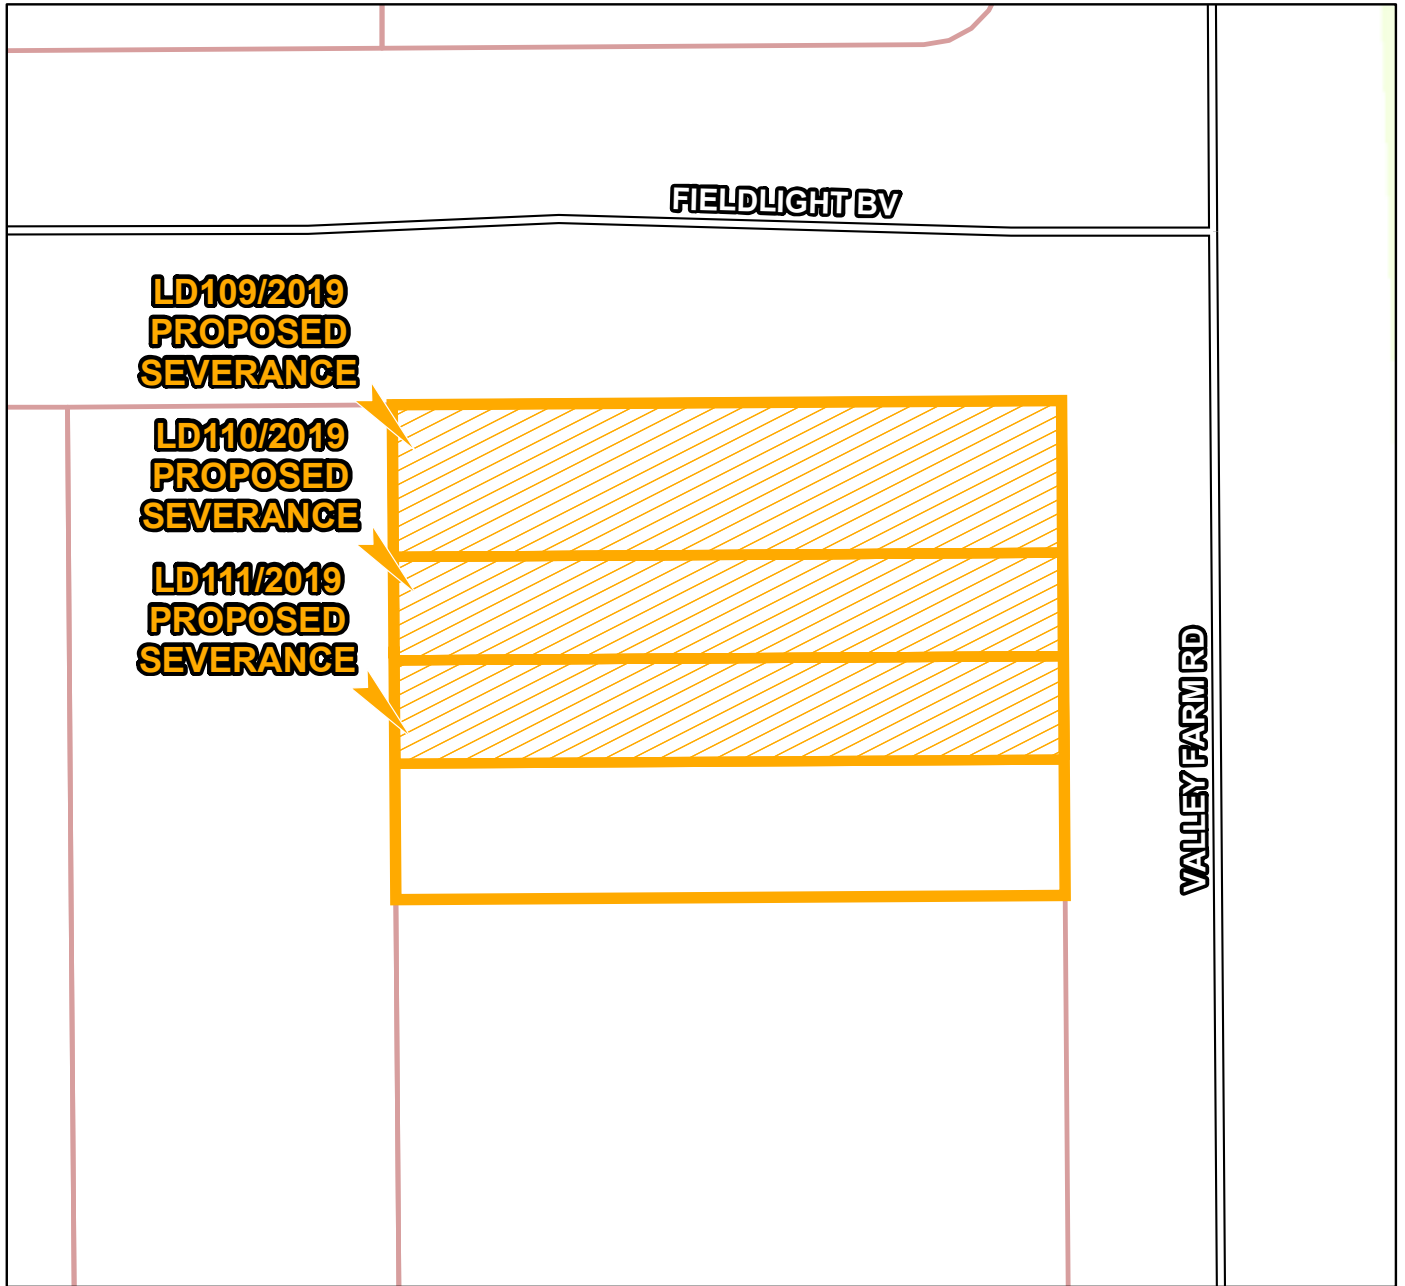 FIELDLIGHT BV
LD109/2019
PROPOSED
SEVERANCE
LD110/2019
PROPOSED
SEVERANCE
LD111/2019
PROPOSED
SEVERANCE
VALLEY FARM RD